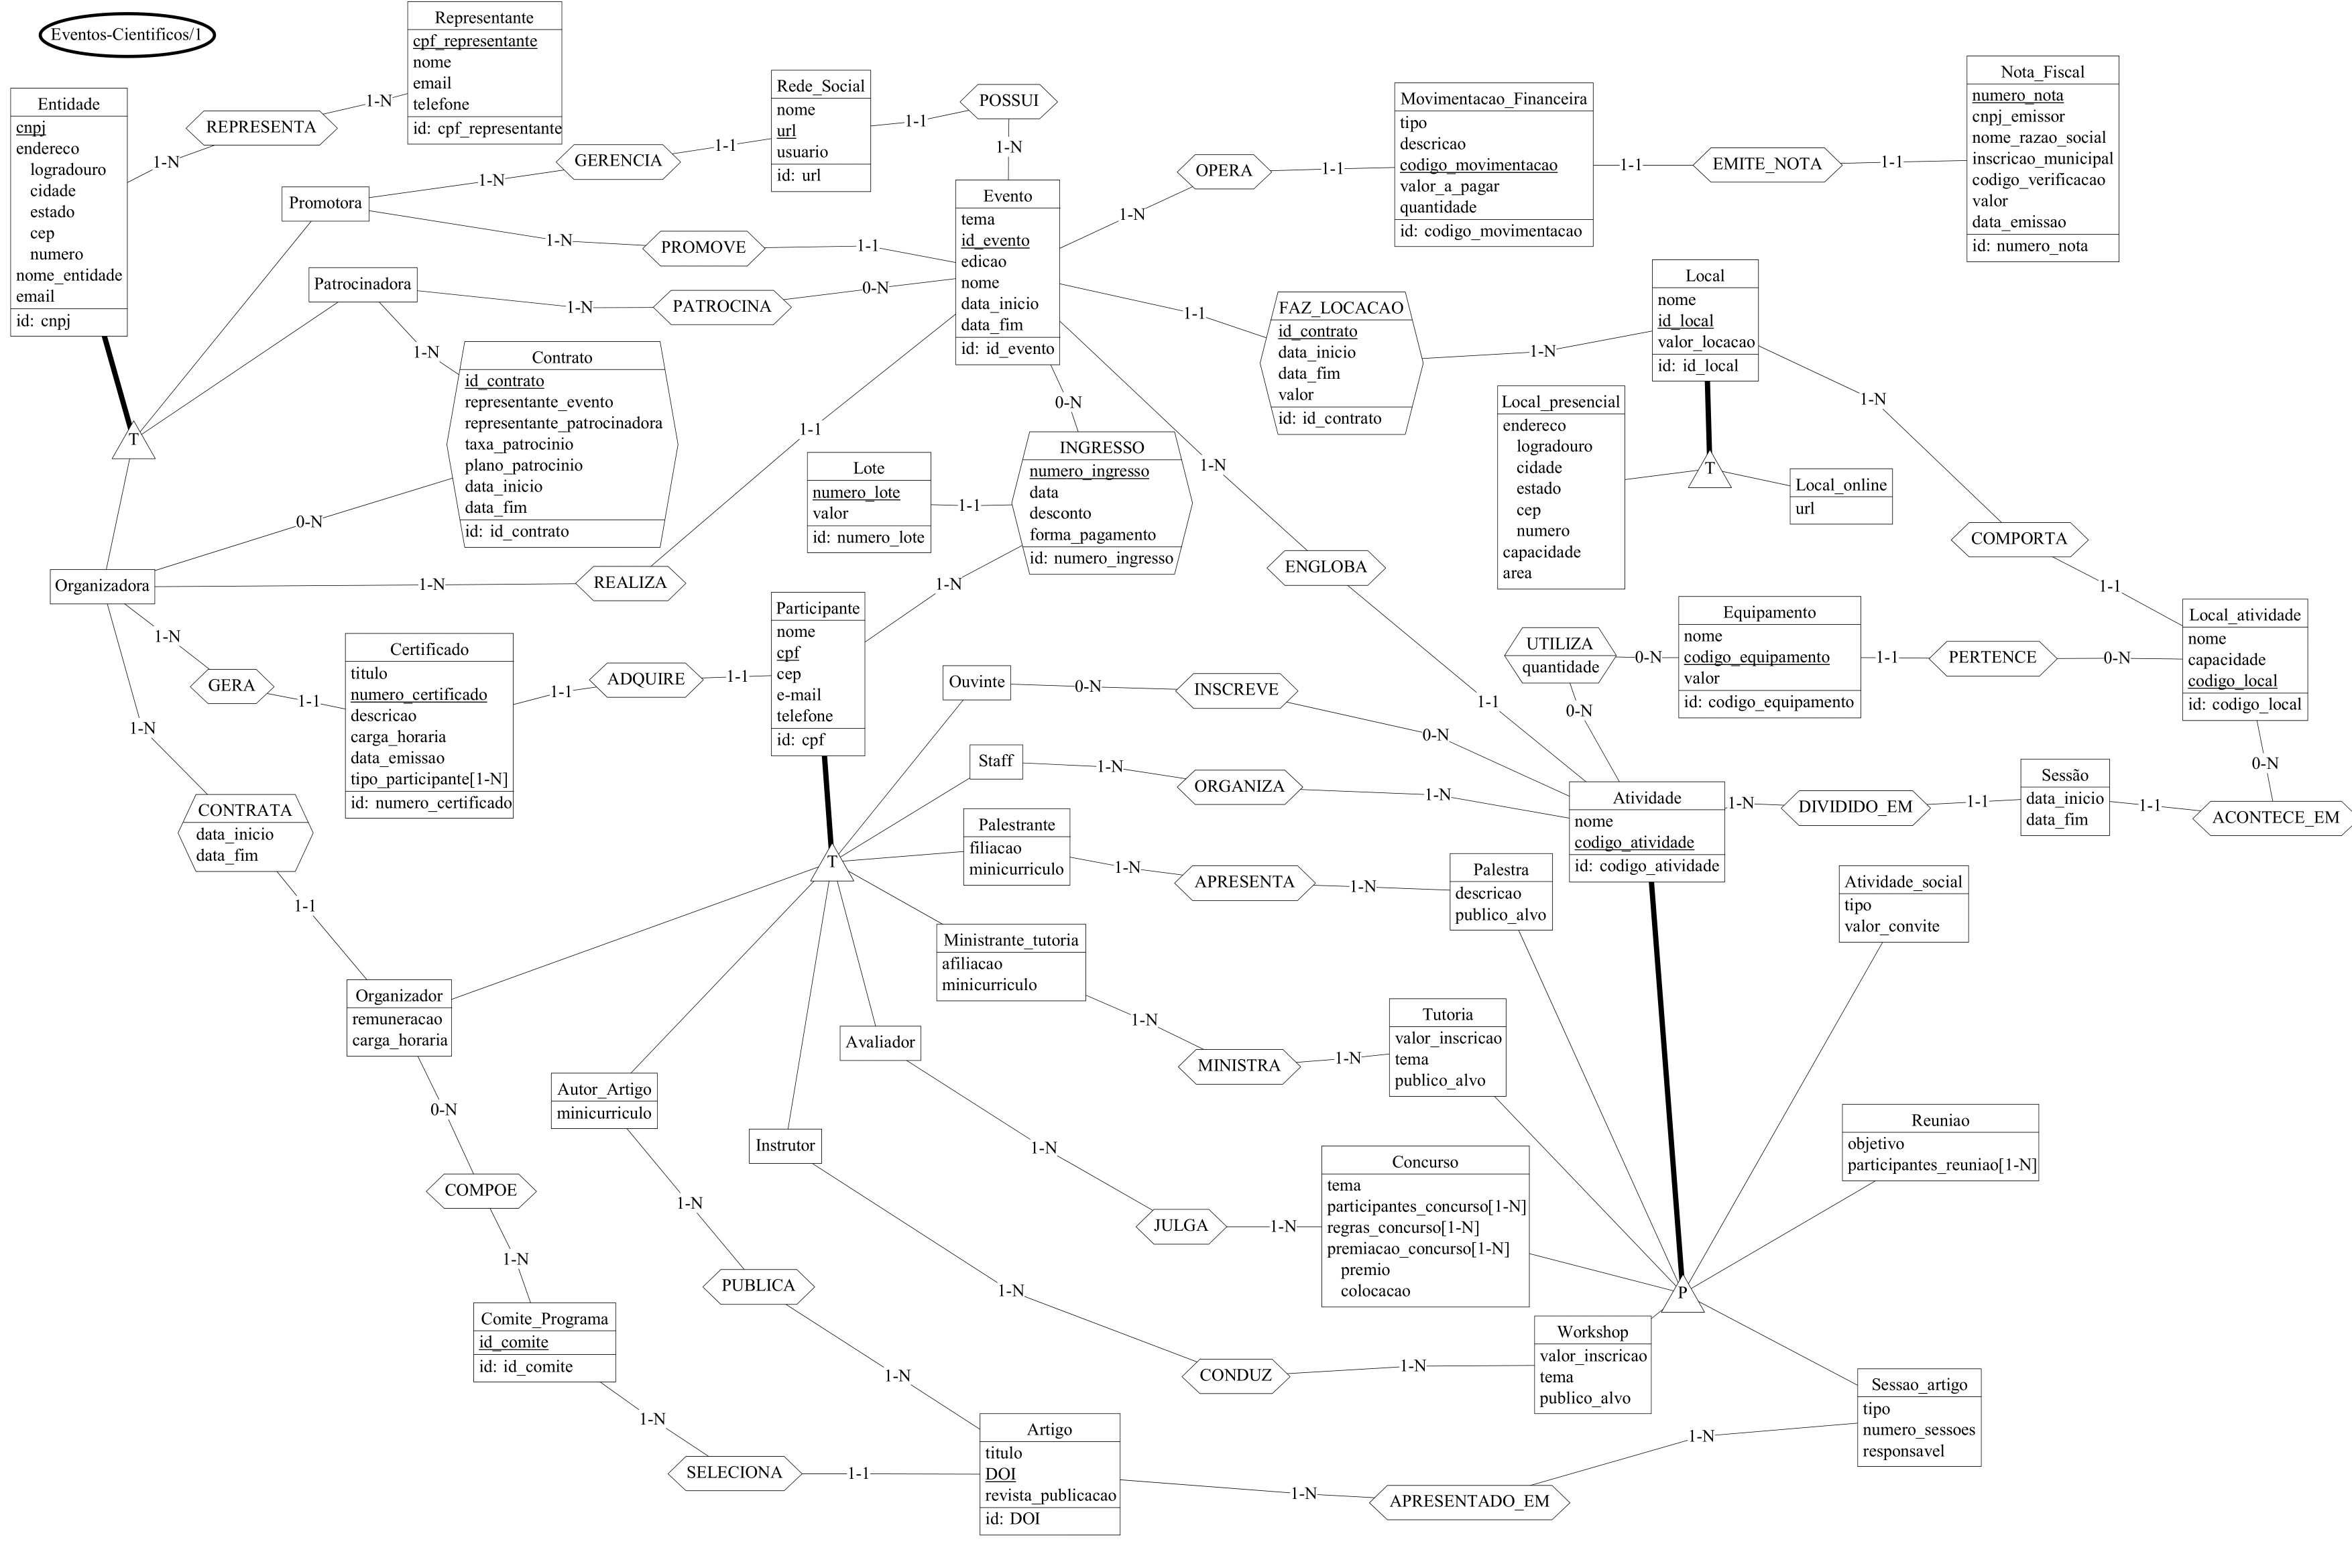 Eventos-Cientificos/1
Representante
cpf_representante
nome
email
telefone
id: cpf_representante
Entidade
cnpj
endereco
logradouro
cidade
estado
cep
numero
nome_entidade
email
id: cnpj
1-N
REPRESENTA
1-N
Rede_Social
nome
url
usuario
id: url
POSSUI
1-1
1-N
GERENCIA
1-1
1-N
Promotora
1-N
PROMOVE
1-1
Patrocinadora
1-N
PATROCINA
0-N
Evento
tema
id_evento
edicao
nome
data_inicio
data_fim
id: id_evento
OPERA
1-N
1-1
Movimentacao_Financeira
tipo
descricao
codigo_movimentacao
valor_a_pagar
quantidade
id: codigo_movimentacao
1-1
EMITE_NOTA
1-1
Nota_Fiscal
numero_nota
cnpj_emissor
nome_razao_social
inscricao_municipal
codigo_verificacao
valor
data_emissao
id: numero_nota
1-1
FAZ_LOCACAO
id_contrato
data_inicio
data_fim
valor
id: id_contrato
1-N
Local
nome
id_local
valor_locacao
id: id_local
Local_presencial
endereco
logradouro
cidade
estado
cep
numero
capacidade
area
T
Local_online
url
1-N
COMPORTA
1-1
1-N
Contrato
id_contrato
representante_evento
representante_patrocinadora
taxa_patrocinio
plano_patrocinio
data_inicio
data_fim
id: id_contrato
T
0-N
Organizadora
1-N
REALIZA
1-1
0-N
INGRESSO
numero_ingresso
data
desconto
forma_pagamento
id: numero_ingresso
Lote
numero_lote
valor
id: numero_lote
1-1
1-N
1-N
ENGLOBA
1-1
1-N
GERA
1-1
Certificado
titulo
numero_certificado
descricao
carga_horaria
data_emissao
tipo_participante[1-N]
id: numero_certificado
1-1
ADQUIRE
1-1
Participante
nome
cpf
cep
e-mail
telefone
id: cpf
Ouvinte
0-N
INSCREVE
0-N
UTILIZA
quantidade
0-N
0-N
Equipamento
nome
codigo_equipamento
valor
id: codigo_equipamento
1-1
PERTENCE
0-N
Local_atividade
nome
capacidade
codigo_local
id: codigo_local
0-N
Staff
1-N
ORGANIZA
1-N
Atividade
nome
codigo_atividade
id: codigo_atividade
1-N
DIVIDIDO_EM
1-1
Sessão
data_inicio
data_fim
1-1
ACONTECE_EM
1-N
CONTRATA
data_inicio
data_fim
1-1
T
Palestrante
filiacao
minicurriculo
1-N
APRESENTA
1-N
Palestra
descricao
publico_alvo
Atividade_social
tipo
valor_convite
Ministrante_tutoria
afiliacao
minicurriculo
1-N
MINISTRA
1-N
Tutoria
valor_inscricao
tema
publico_alvo
Organizador
remuneracao
carga_horaria
Avaliador
Autor_Artigo
minicurriculo
Instrutor
0-N
COMPOE
1-N
1-N
JULGA
1-N
Concurso
tema
participantes_concurso[1-N]
regras_concurso[1-N]
premiacao_concurso[1-N]
premio
colocacao
Reuniao
objetivo
participantes_reuniao[1-N]
P
1-N
PUBLICA
1-N
1-N
CONDUZ
1-N
Workshop
valor_inscricao
tema
publico_alvo
Comite_Programa
id_comite
id: id_comite
1-N
SELECIONA
1-1
Artigo
titulo
DOI
revista_publicacao
id: DOI
1-N
APRESENTADO_EM
1-N
Sessao_artigo
tipo
numero_sessoes
responsavel